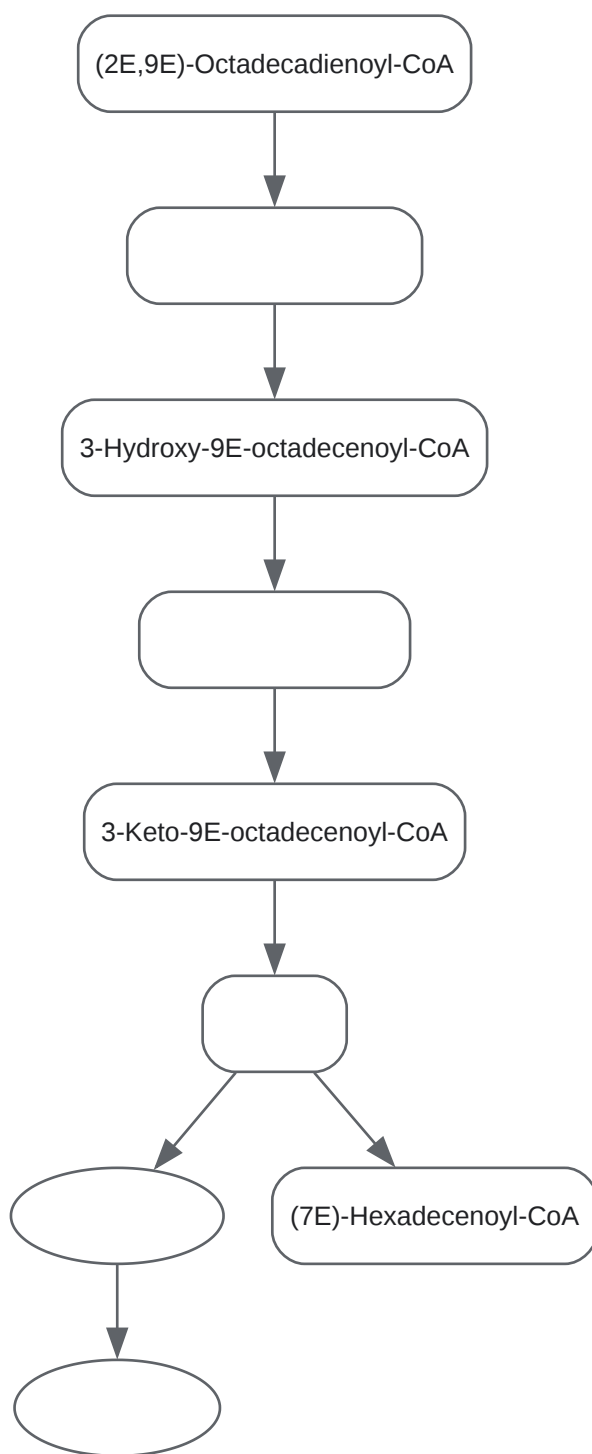 (2E,9E)-Octadecadienoyl-CoA
3-Hydroxy-9E-octadecenoyl-CoA
3-Keto-9E-octadecenoyl-CoA
(7E)-Hexadecenoyl-CoA